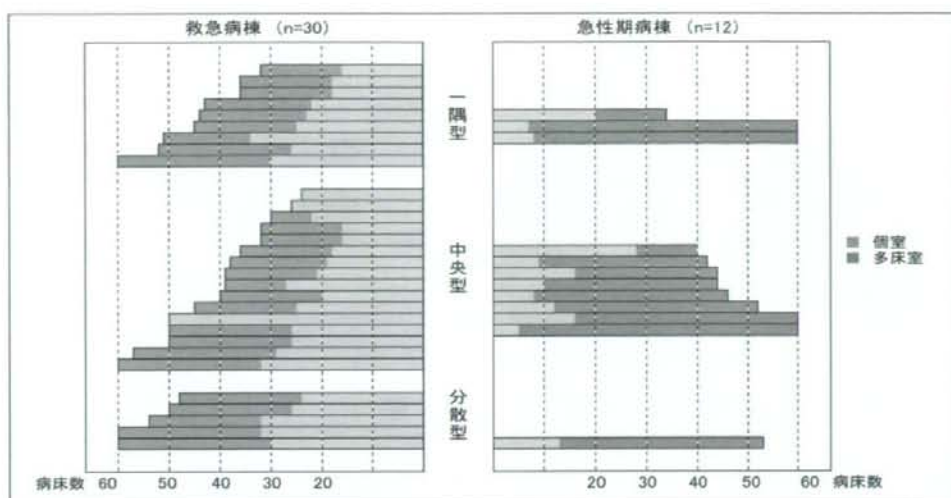 救急病棟 (n=30)
急性期病棟 (n=12)
一隅型
中央型
分散型
個室
多床室
病床数 60 50 40 30 20
20 30 40 50 60 病床数